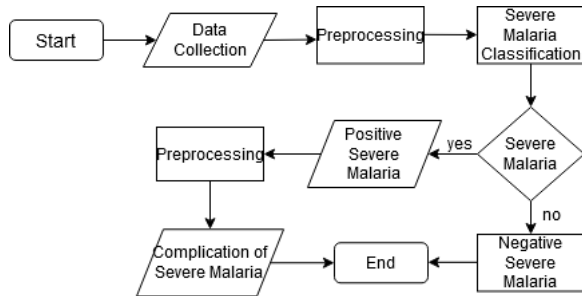 Start
Data
Collection
Preprocessing
Severe
Malaria
Classification
Severe
Malaria
yes
Positive
Severe
Malaria
Preprocessing
Complication of
Severe Malaria
no
Negative
Severe
Malaria
End